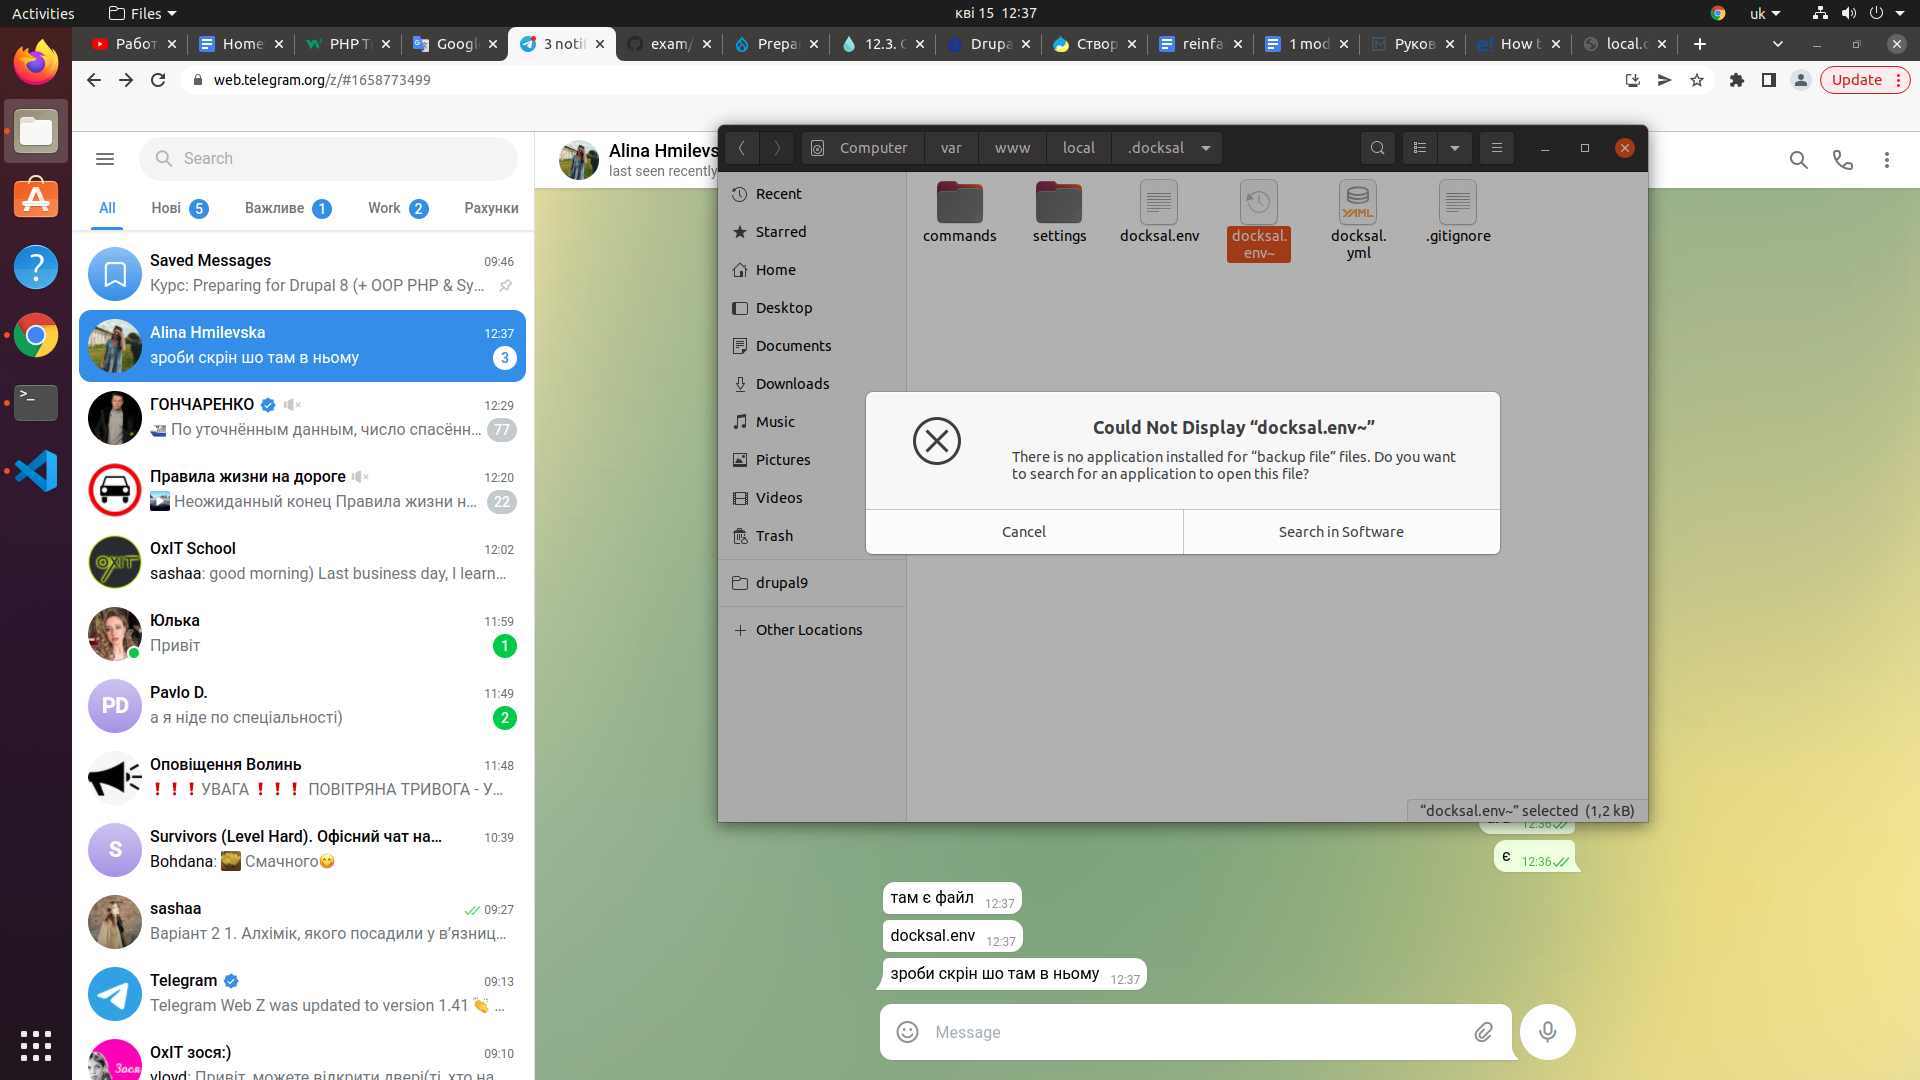 Activities
Files
кві 15 12:37
uk
Работ
Home
PHP T
Googl
3 notif
exam/
Prepa
12.3. C
Drupa
Створ
reinfa
1 mod
Руков
How t
local.c
web.telegram.org/z/#1658773499
Update
Search
All
Нові 5
Важливе 1
Work 2
Рахунки
Saved Messages 09:46
Курс: Preparing for Drupal 8 (+ OOP PHP & Sy...
Alina Hmilevska 12:37
зроби скрін шо там в ньому 3
ГОНЧАРЕНКО 12:29
По уточнённым данным, число спасённ... 77
Правила жизни на дороге 12:20
Неожиданный конец Правила жизни н... 22
OxIT School 12:02
sashaa: good morning) Last business day, I learn...
Юлька 11:59
Привіт 1
PD
Pavlo D. 11:49
а я ніде по спеціальності) 2
Оповіщення Волинь 11:48
❗❗❗УВАГА ❗❗❗ ПОВІТРЯНА ТРИВОГА - У...
S
Survivors (Level Hard). Офісний чат на... 10:39
Bohdana: Смачного😋
sashaa 09:27
Варіант 2 1. Алхімік, якого посадили у в’язниц...
Telegram 09:13
Telegram Web Z was updated to version 1.41 👏 ...
OxIT зося:) 09:10
vloyd: Привіт, можете відкрити двері(ті, хто на
Зося
Alina Hmilevs
last seen recently
Computer
var
www
local
.docksal
Recent
Starred
Home
Desktop
Documents
Downloads
Music
Pictures
Videos
Trash
drupal9
Other Locations
commands
settings
docksal.env
docksal.
env~
docksal.
yml
YAML
.gitignore
Could Not Display “docksal.env~”
There is no application installed for “backup file” files. Do you want
to search for an application to open this file?
Cancel
Search in Software
“docksal.env~” selected (1,2 kB)
12:36
є 12:36
там є файл 12:37
docksal.env 12:37
зроби скрін шо там в ньому 12:37
Message